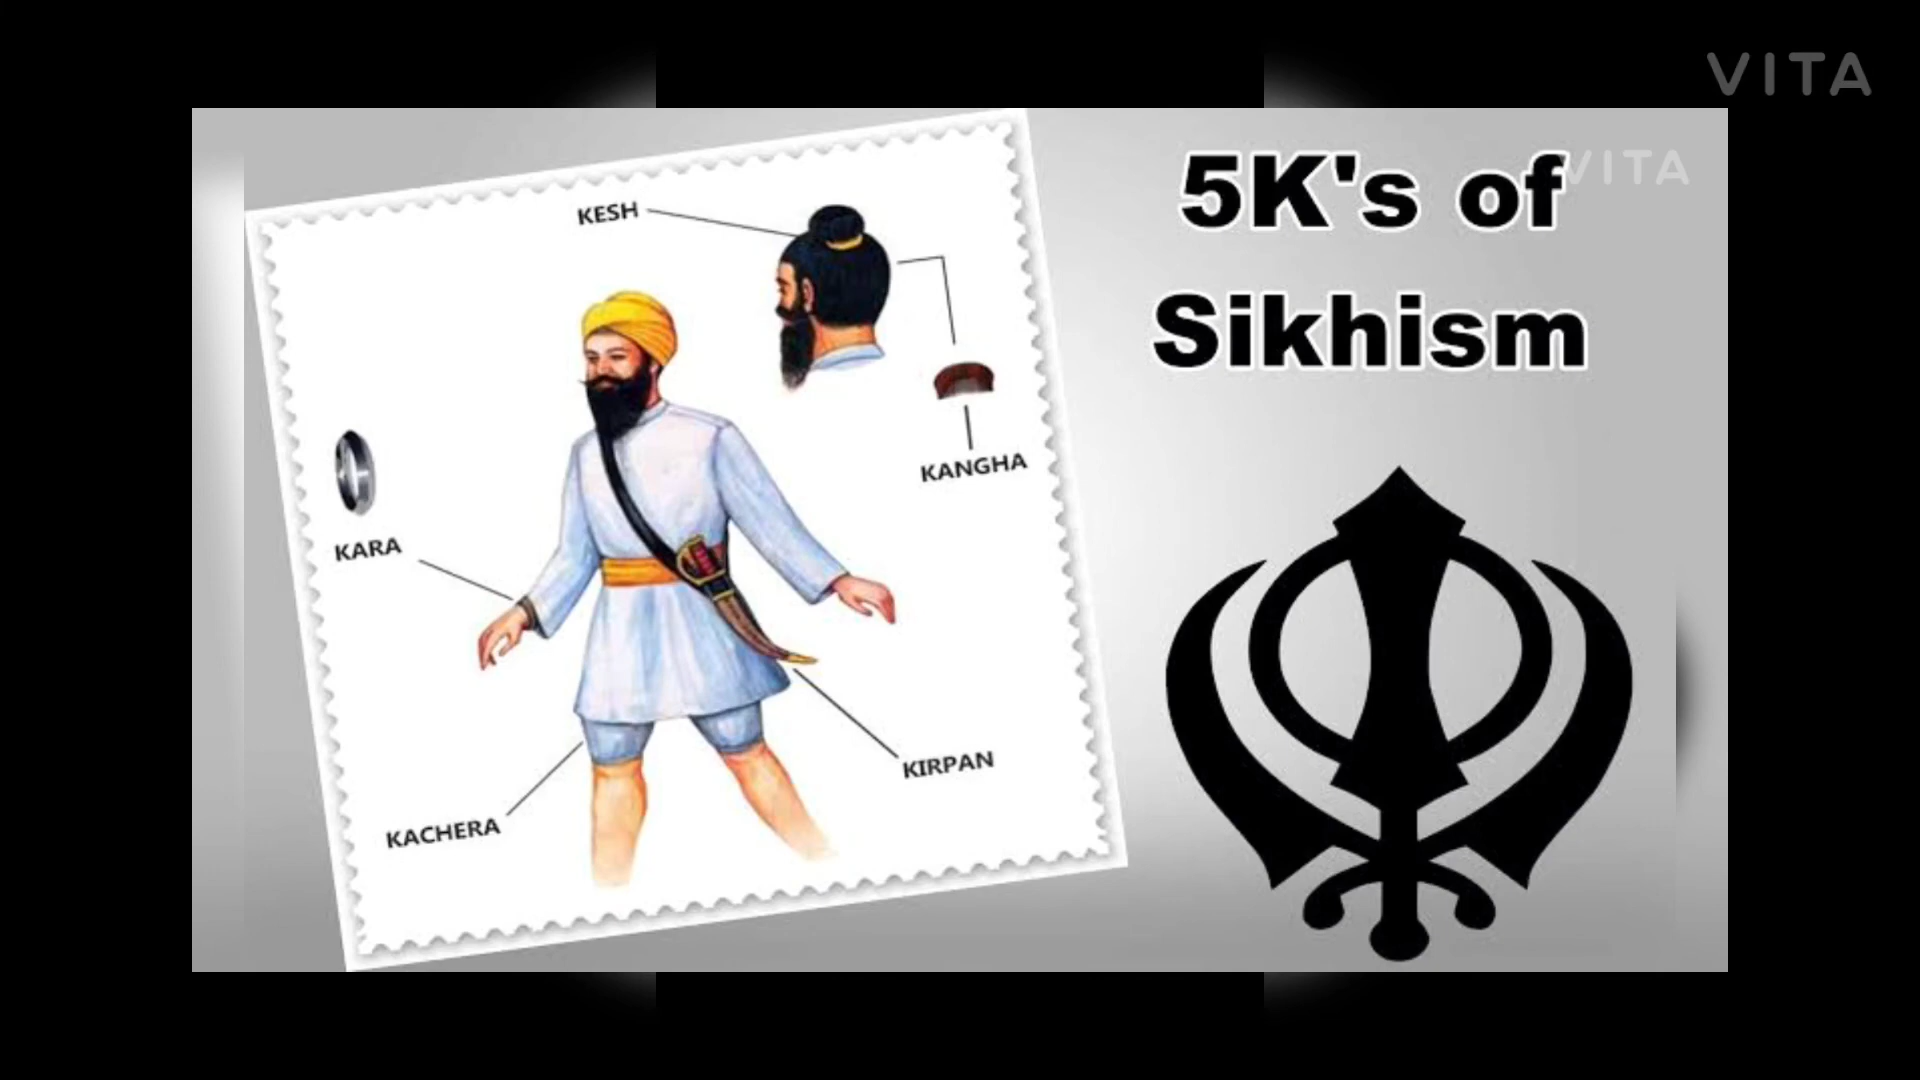 VITA
VITA
5K's of
Sikhism
KESH
KANGHA
KARA
KIRPAN
KACHERA